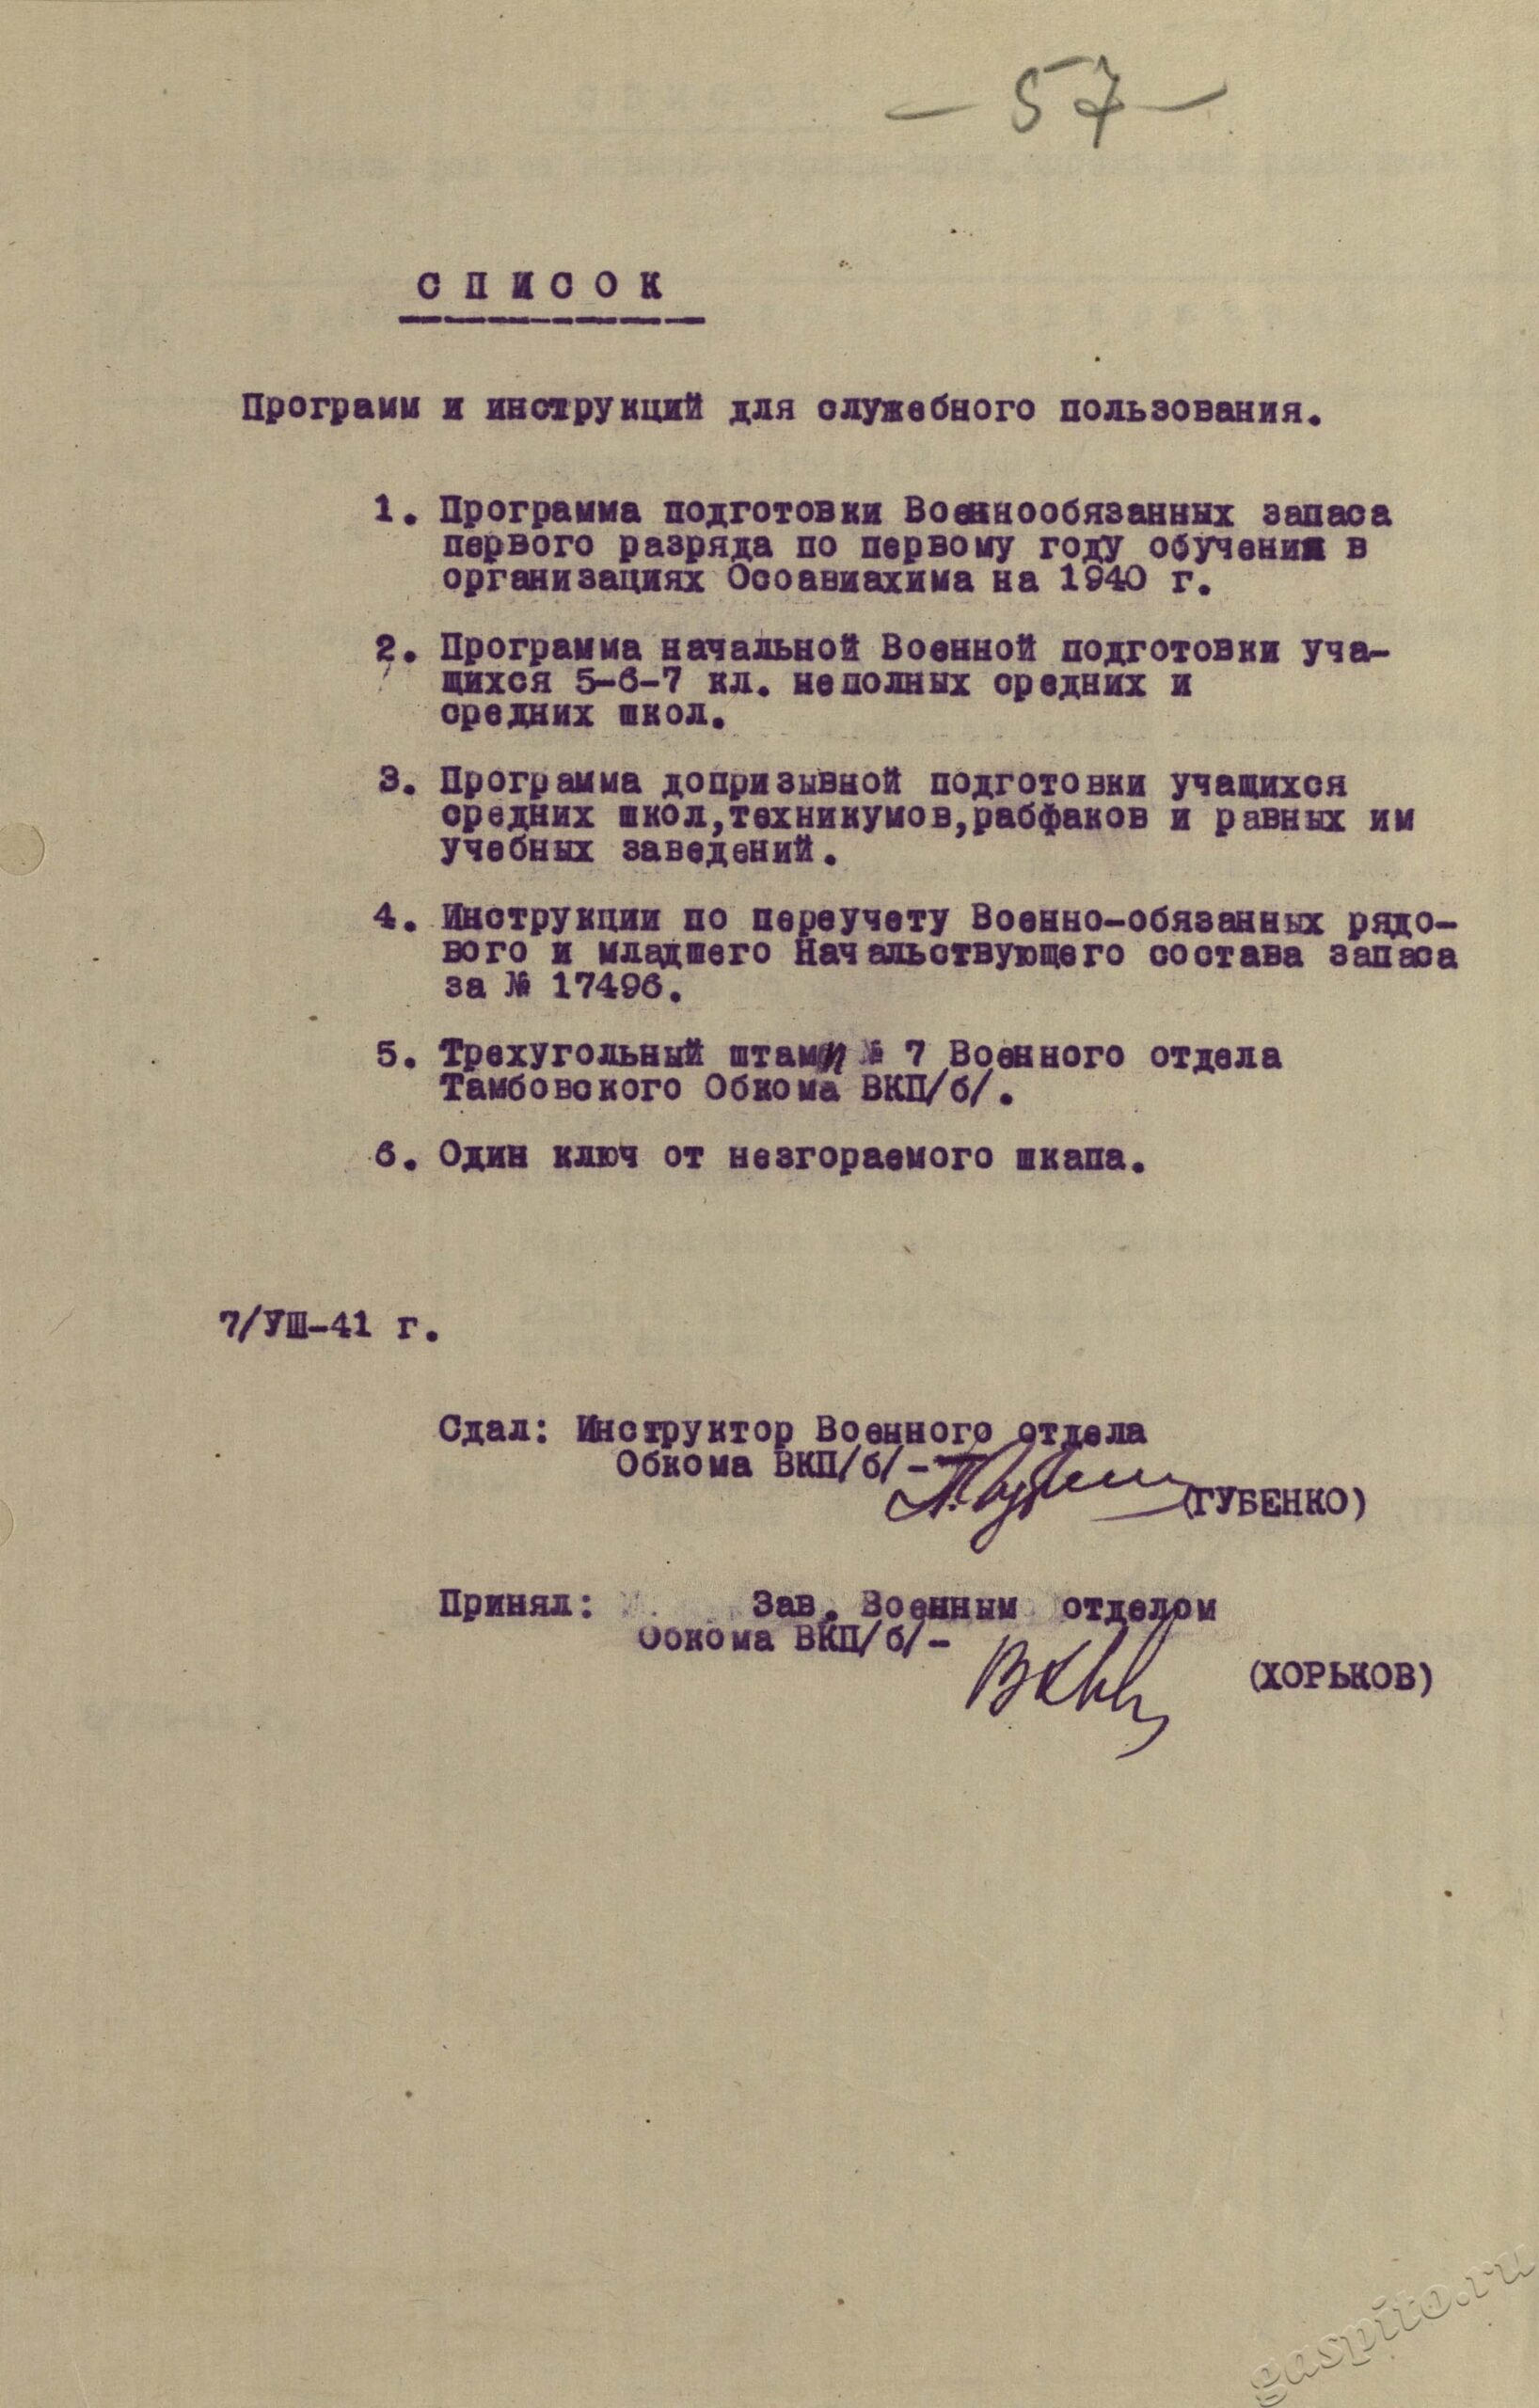 - 57 -
С П И С О К
Программ и инструкций для служебного пользования.
1. Программа подготовки Военнообязанных запаса
первого разряда по первому году обучения в
организациях Осоавиахима на 1940 г.
2. Программа начальной Военной подготовки уча-
щихся 5-6-7 кл. неполных средних и
средних школ.
3. Программа допризывной подготовки учащихся
средних школ,техникумов,рабфаков и равных им
учебных заведений.
4. Инструкции по переучету Военно-обязанных рядо-
вого и младшего Начальствующего состава запаса
за № 17496.
5. Трехугольный штамп № 7 Военного отдела
Тамбовского Обкома ВКП/б/.
6. Один ключ от незгораемого шкапа.
7/УШ-41 г.
Сдал: Инструктор Военного отдела
Обкома ВКП/б/-
(ГУБЕНКО)
Принял: Зав. Военным отделом
Обкома ВКП/б/-
(ХОРЬКОВ)
gaspito.ru